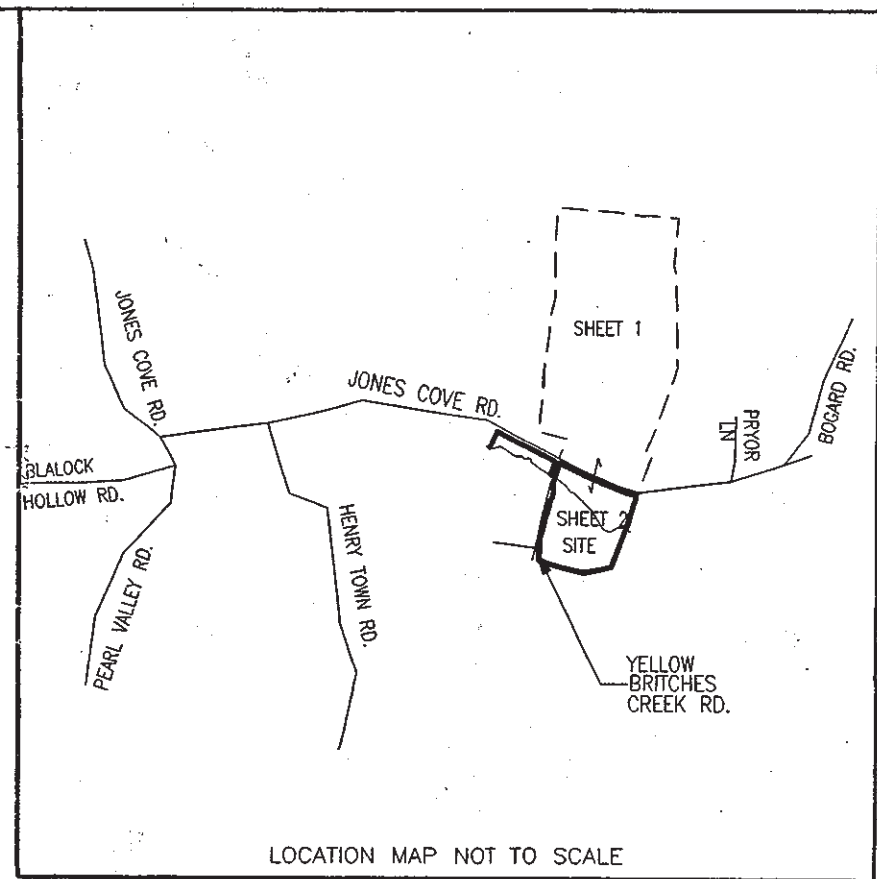 SHEET 1
JONES COVE RD.
JONES COVE RD.
PRYOR
LN
BOGARD RD.
BLALOCK
HOLLOW RD.
HENRY TOWN RD.
SHEET 2
SITE
PEARL VALLEY RD.
YELLOW
BRITCHES
CREEK RD.
LOCATION MAP NOT TO SCALE